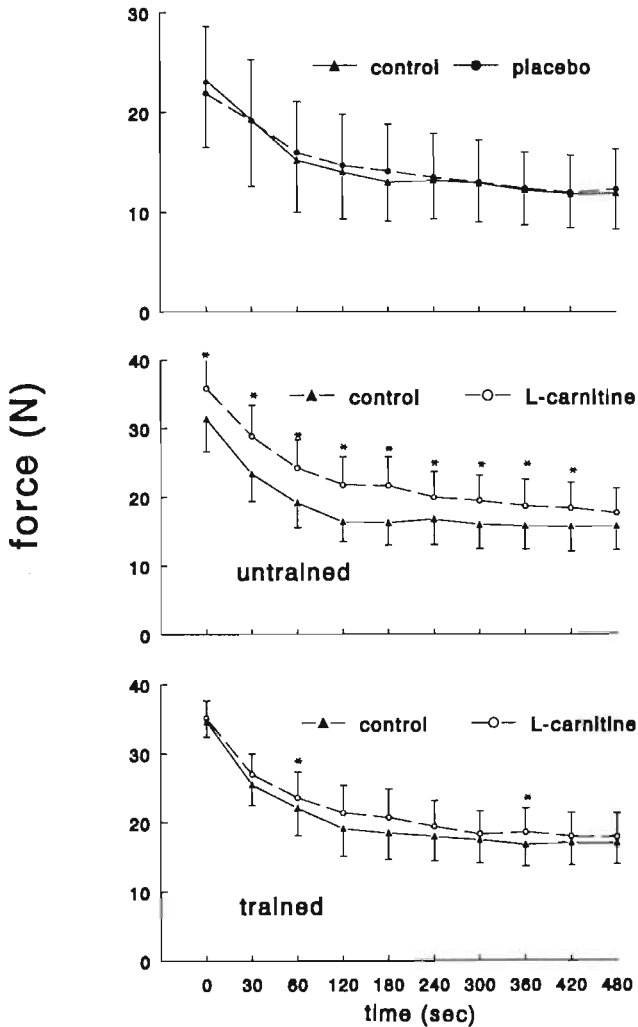 30
control placebo
20
10
0
force (N)
*
40
control L-carnitine
* * * * * * * *
30
20
10
untrained
0
40
control L-carnitine
30
* *
20
10
trained
0
0 30 60 120 180 240 300 360 420 480
time (sec)